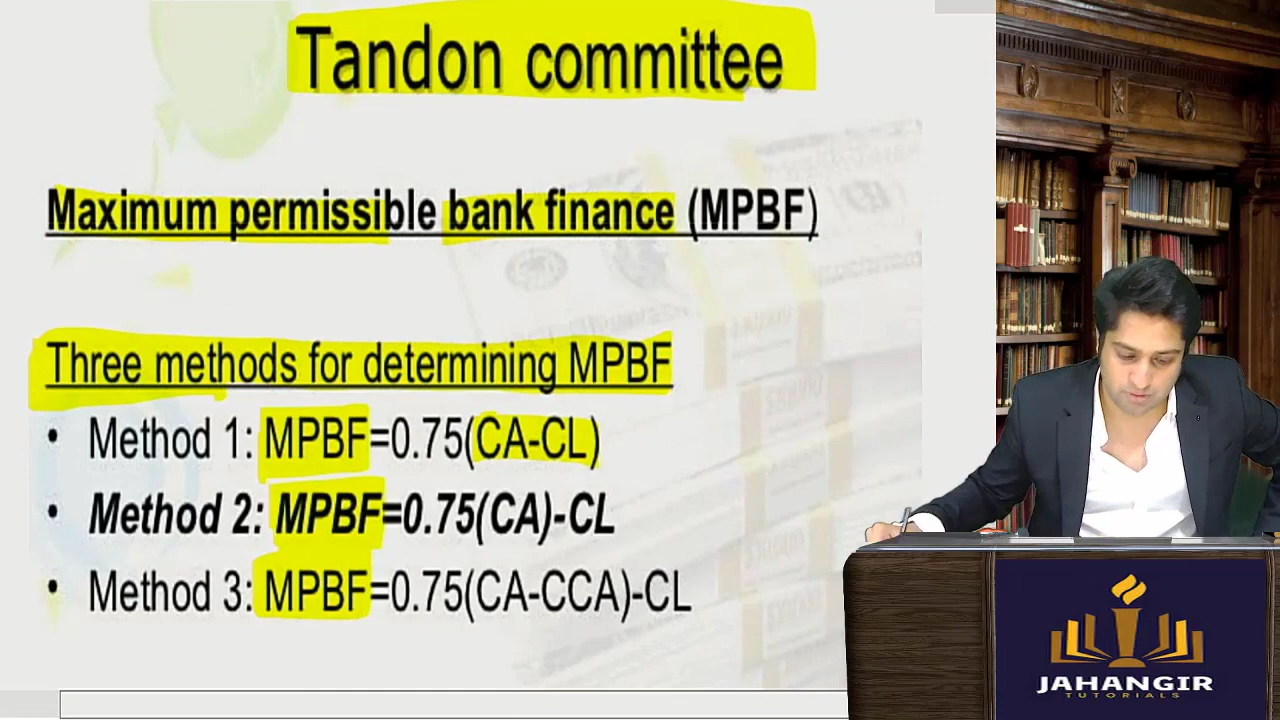 Tandon committee
Maximum permissible bank finance (MPBF)
Three methods for determining MPBF
• Method 1: MPBF=0.75(CA-CL)
• Method 2: MPBF=0.75(CA)-CL
• Method 3: MPBF=0.75(CA-CCA)-CL
JAHANGIR
TUTORIALS